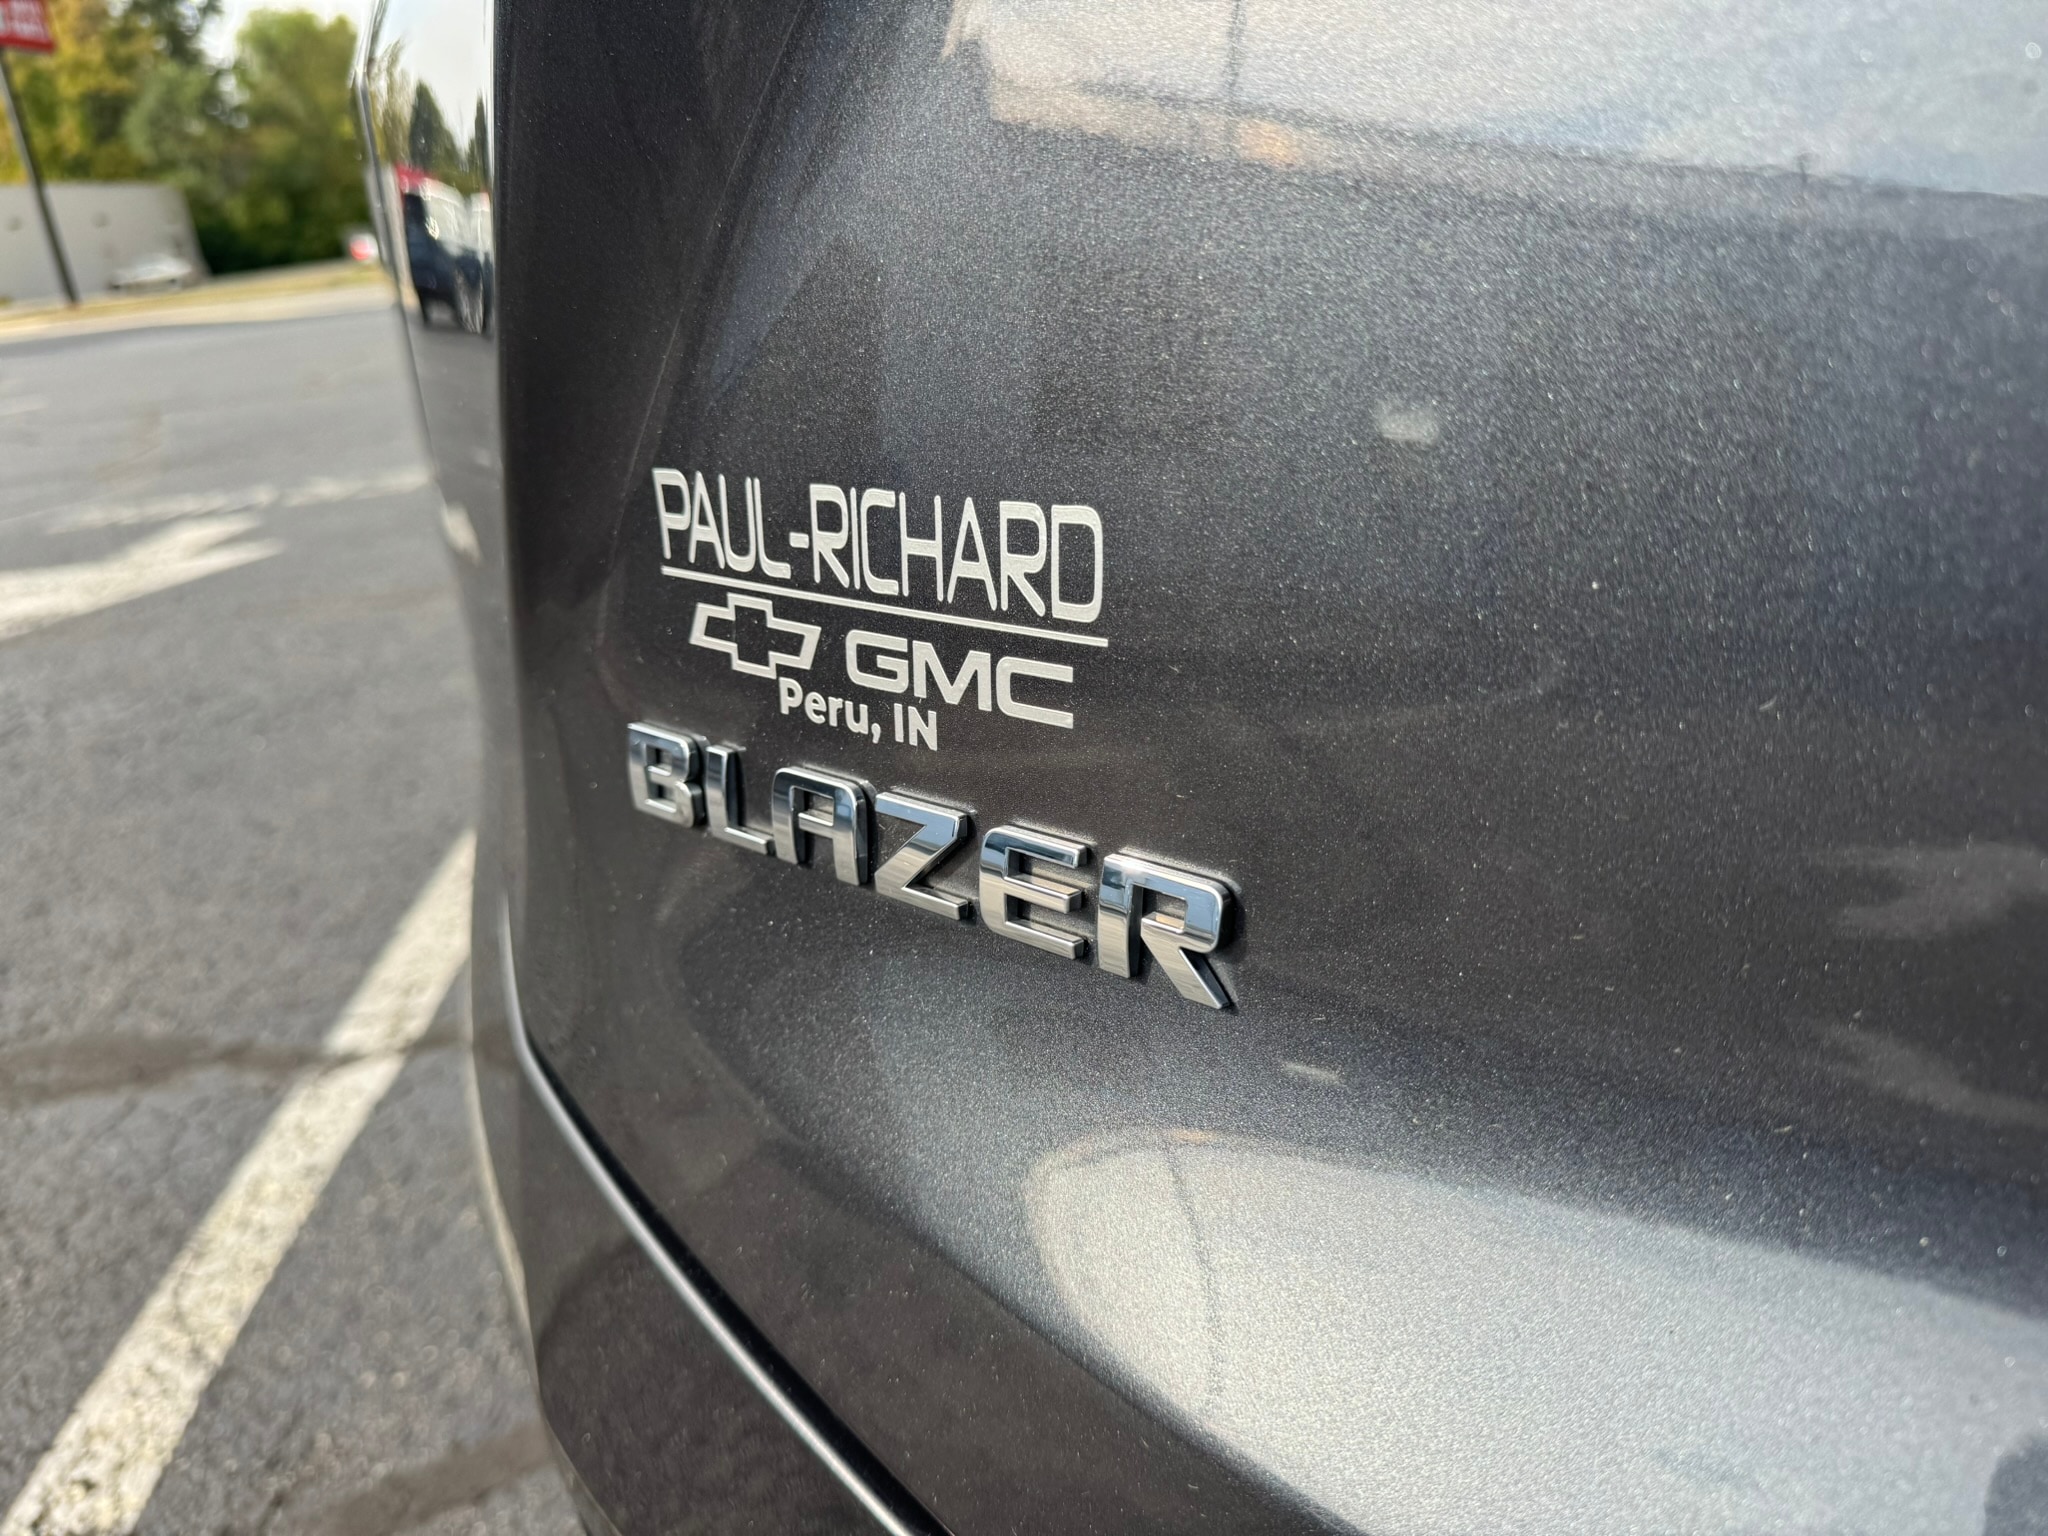 PAUL-RICHARD
GMC
Peru, IN
BLAZER